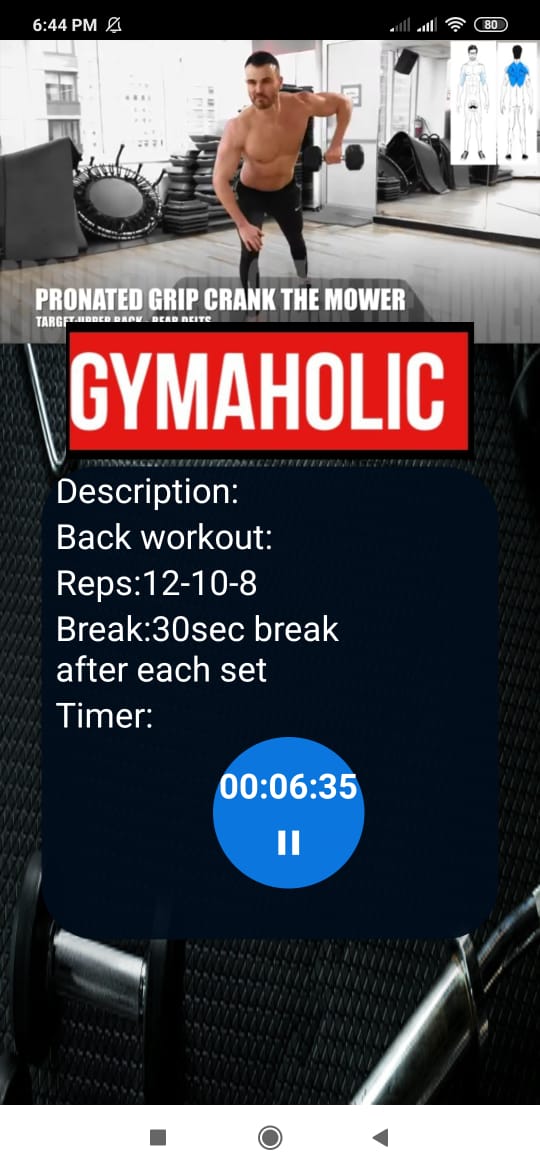 6:44 PM
80
PRONATED GRIP CRANK THE MOWER
TARGET:UPPER BACK - REAR DELTS
GYMAHOLIC
Description:
Back workout:
Reps:12-10-8
Break:30sec break
after each set
Timer:
00:06:35